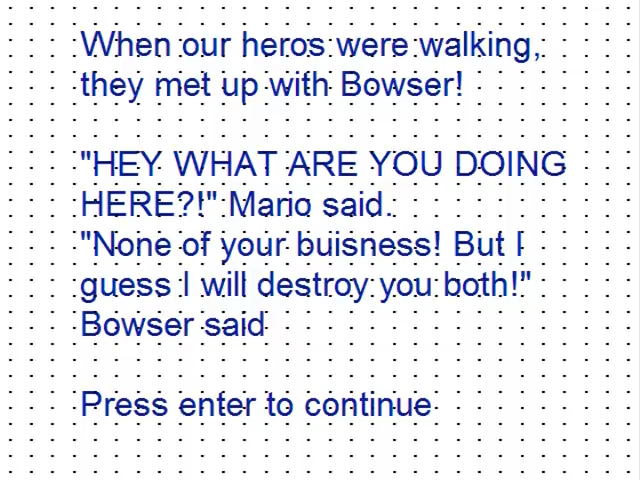 When our heros were walking,
they met up with Bowser!
"HEY WHAT ARE YOU DOING
HERE?!" Mario said.
"None of your buisness! But I
guess I will destroy you both!"
Bowser said
Press enter to continue